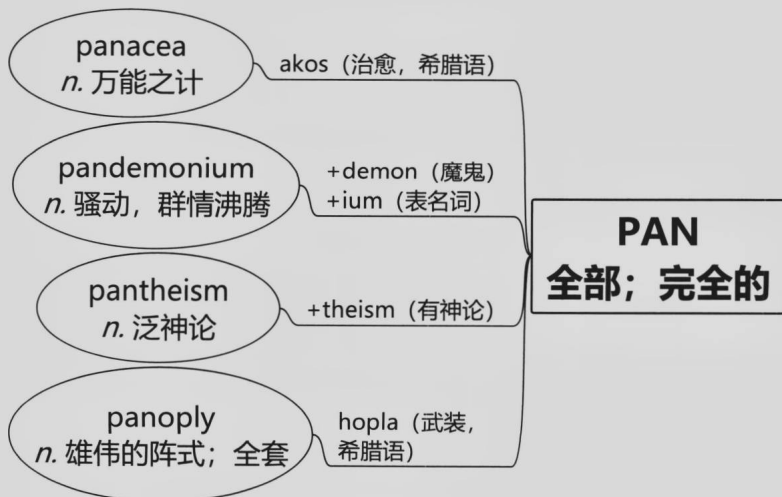 panacea
n. 万能之计
akos（治愈，希腊语）
pandemonium
n. 骚动，群情沸腾
+demon（魔鬼）
+ium（表名词）
pantheism
n. 泛神论
+theism（有神论）
panoply
n. 雄伟的阵式；全套
hopla（武装，
希腊语）
PAN
全部；完全的